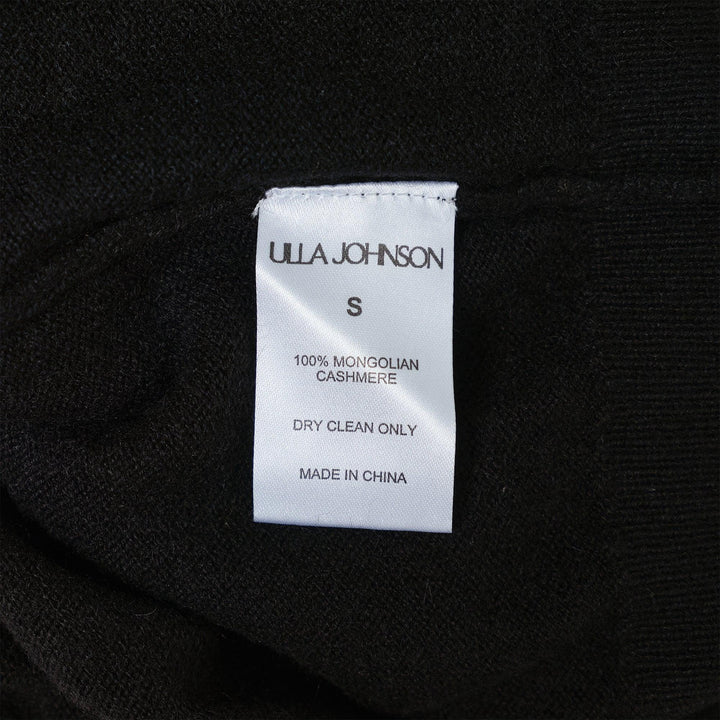 ULLA JOHNSON
S
100% MONGOLIAN
CASHMERE
DRY CLEAN ONLY
MADE IN CHINA